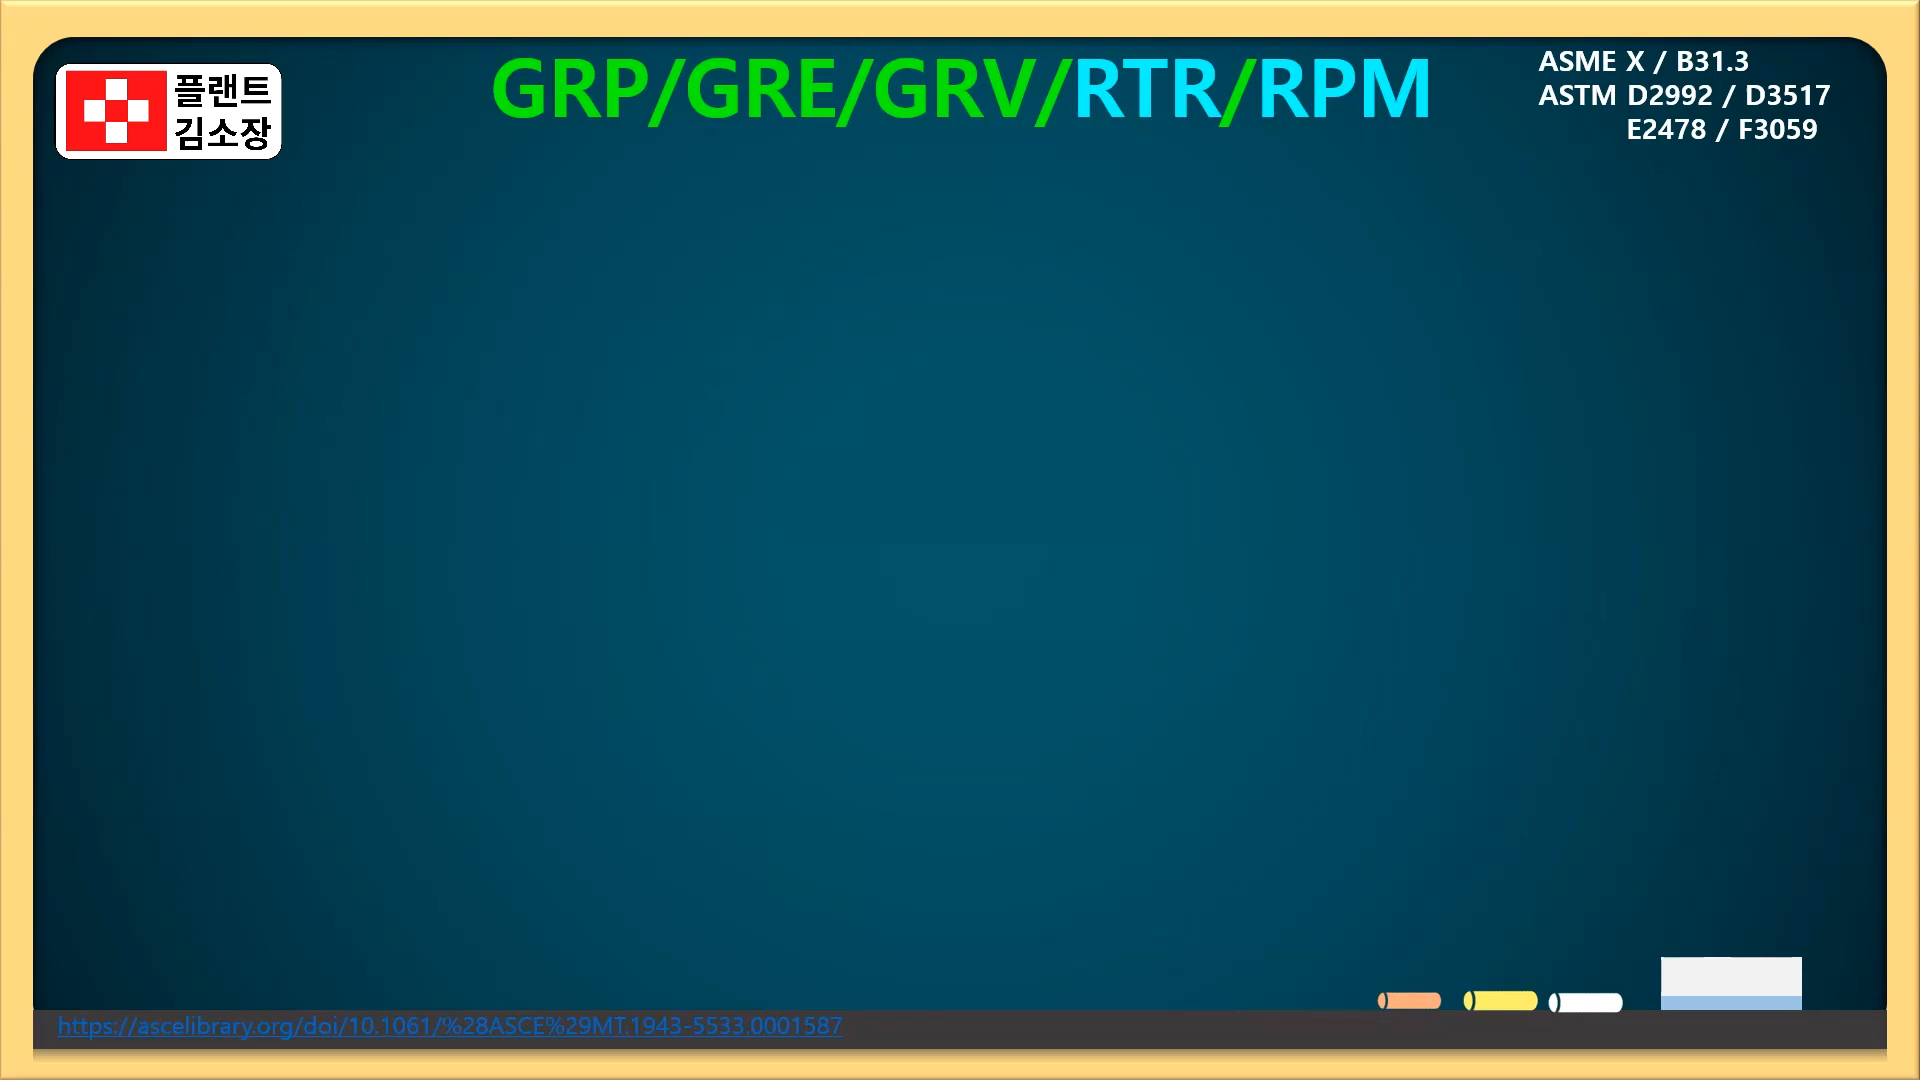 플랜트
김소장
GRP/GRE/GRV/RTR/RPM
ASME X / B31.3
ASTM D2992 / D3517
E2478 / F3059
https://ascelibrary.org/doi/10.1061/%28ASCE%29MT.1943-5533.0001587